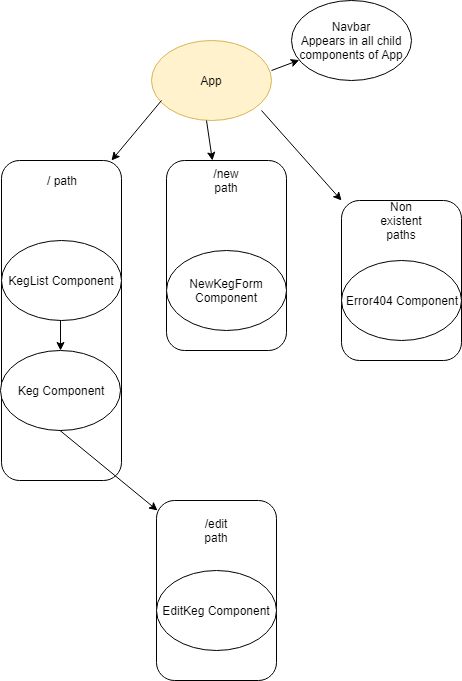 Navbar
Appears in all child
components of App
App
/ path
/new
path
Non
existent
paths
KegList Component
NewKegForm
Component
Error404 Component
Keg Component
/edit
path
EditKeg Component